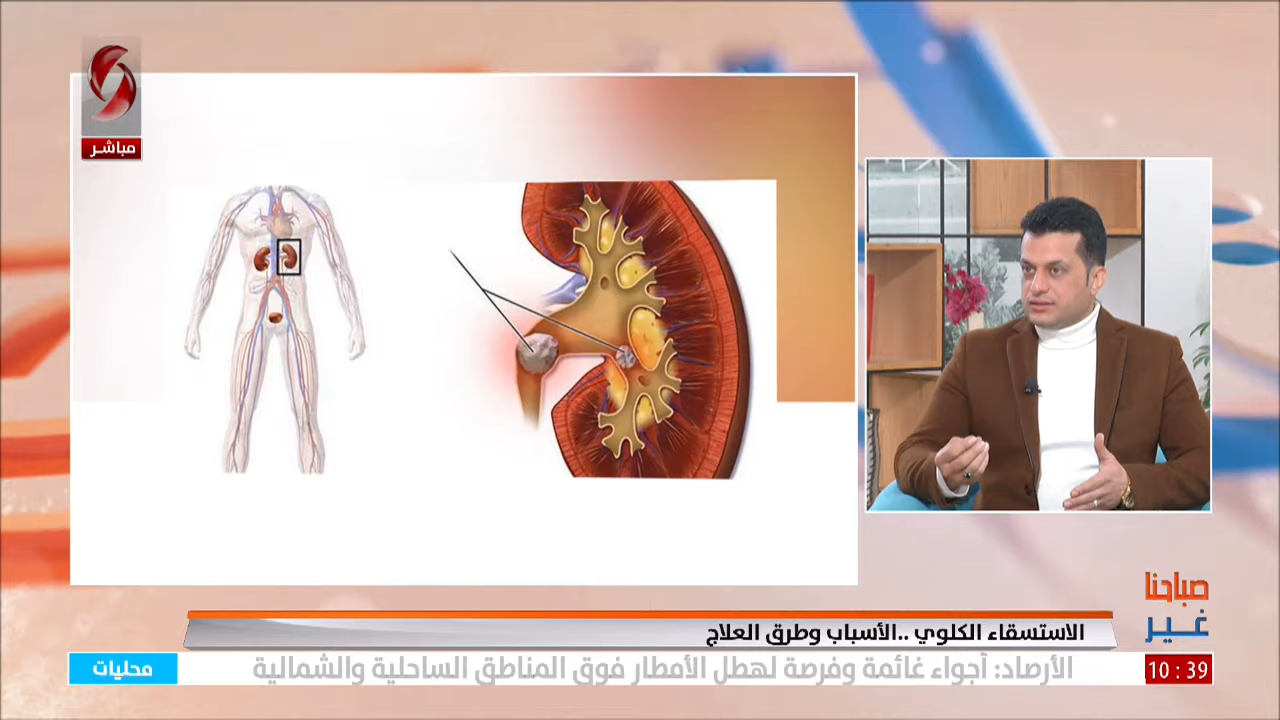 مباشر
صباحنا
غير
الاستسقاء الكلوي ..الأسباب وطرق العلاج
محليات
الأرصاد: أجواء غائمة وفرصة لهطل الأمطار فوق المناطق الساحلية والشمالية
10 : 39